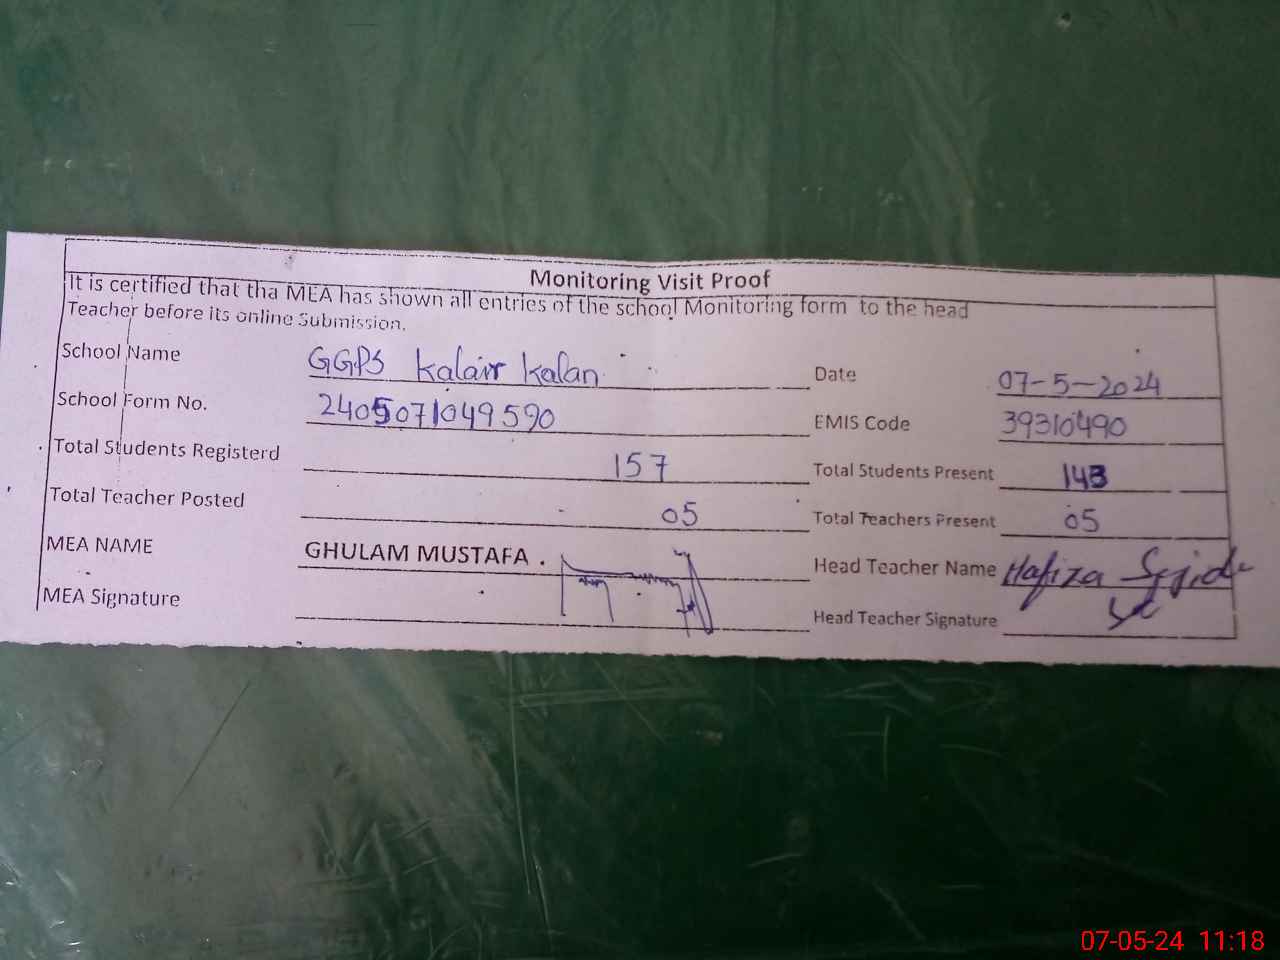 Monitoring Visit Proof
It is certified that tha MEA has shown all entries of the school Monitoring form to the head
Teacher before its online Submission.
School Name GGPS Kalair Kalan Date 07-5-2024
School Form No. 2405071049590 EMIS Code 39310490
Total Students Registerd 157 Total Students Present 143
Total Teacher Posted 05 Total Teachers Present 05
MEA NAME GHULAM MUSTAFA . Head Teacher Name Hafiza
MEA Signature Head Teacher Signature
07-05-24 11:18